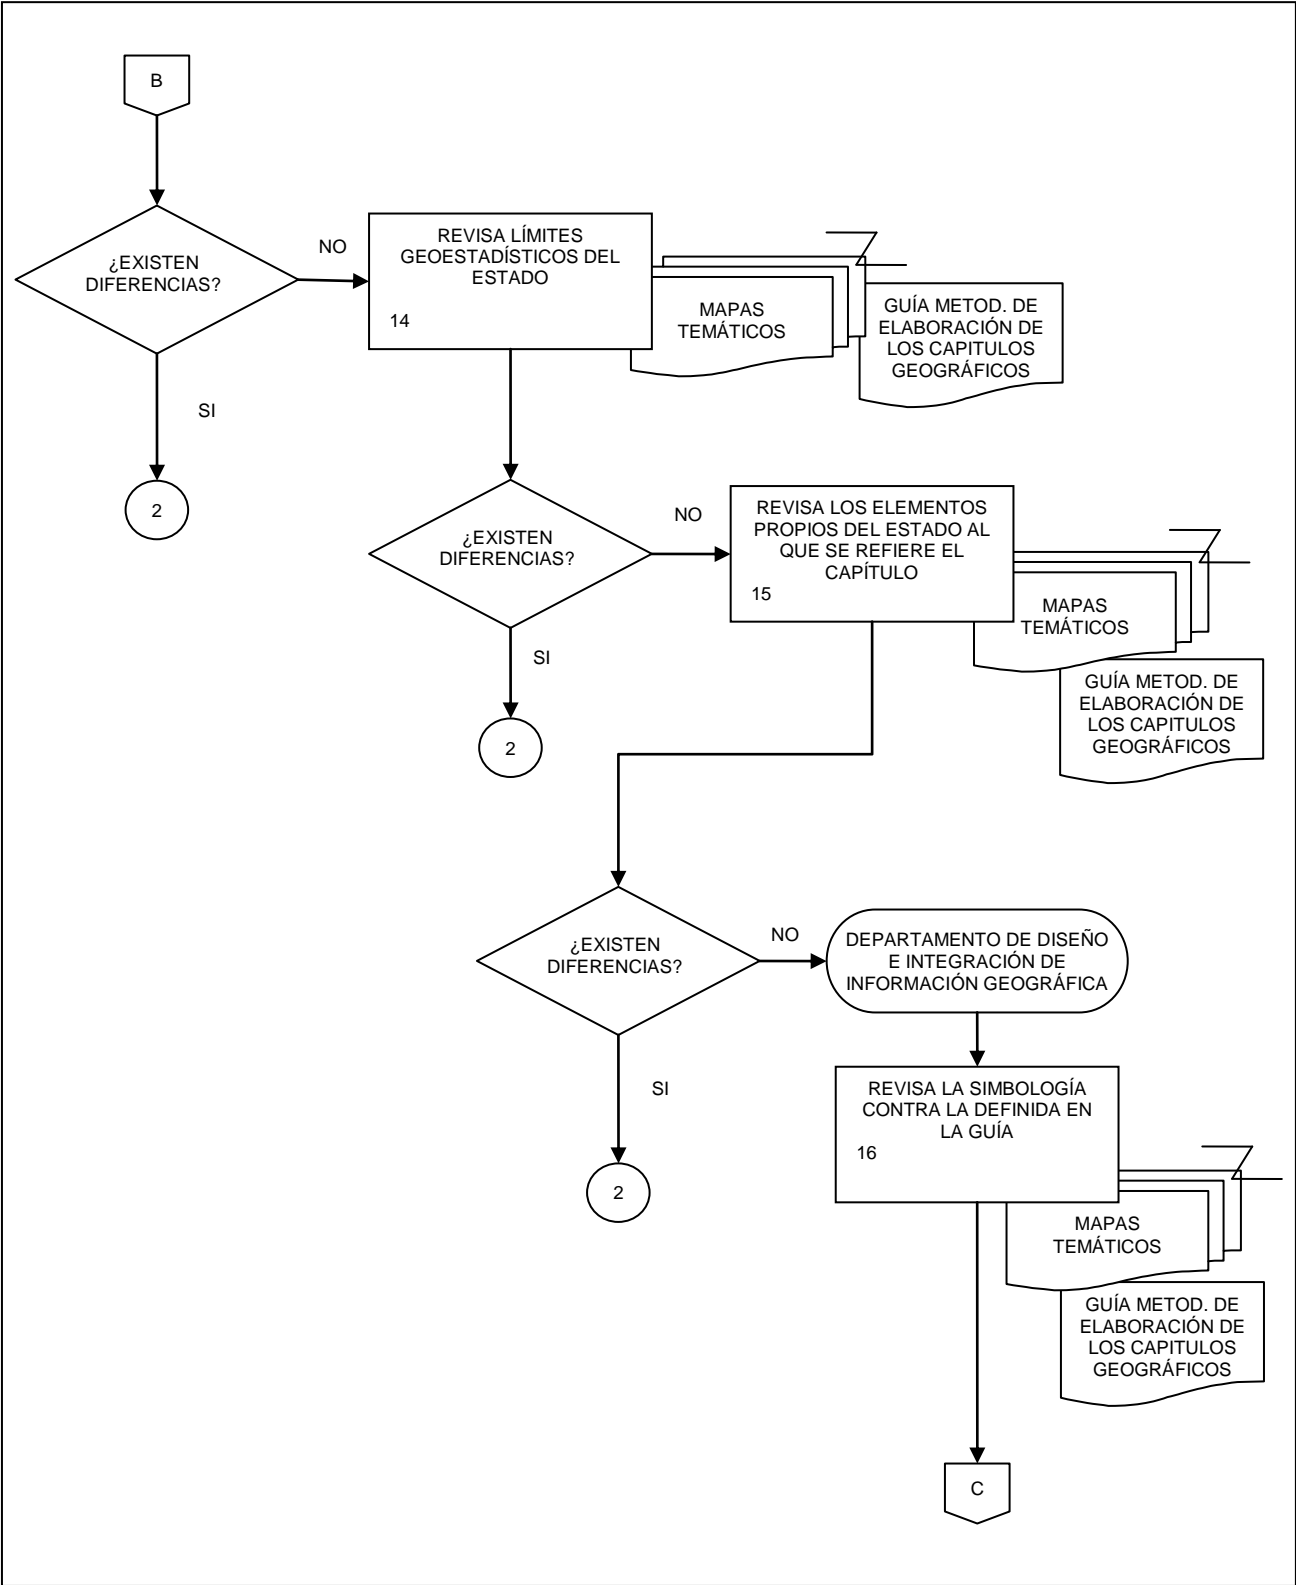 B
¿EXISTEN
DIFERENCIAS?
NO
SI
2
REVISA LÍMITES
GEOESTADÍSTICOS DEL
ESTADO
14
MAPAS
TEMÁTICOS
GUÍA METOD. DE
ELABORACIÓN DE
LOS CAPITULOS
GEOGRÁFICOS
¿EXISTEN
DIFERENCIAS?
NO
SI
2
REVISA LOS ELEMENTOS
PROPIOS DEL ESTADO AL
QUE SE REFIERE EL
CAPÍTULO
15
MAPAS
TEMÁTICOS
GUÍA METOD. DE
ELABORACIÓN DE
LOS CAPITULOS
GEOGRÁFICOS
¿EXISTEN
DIFERENCIAS?
NO
SI
2
DEPARTAMENTO DE DISEÑO
E INTEGRACIÓN DE
INFORMACIÓN GEOGRÁFICA
REVISA LA SIMBOLOGÍA
CONTRA LA DEFINIDA EN
LA GUÍA
16
MAPAS
TEMÁTICOS
GUÍA METOD. DE
ELABORACIÓN DE
LOS CAPITULOS
GEOGRÁFICOS
C